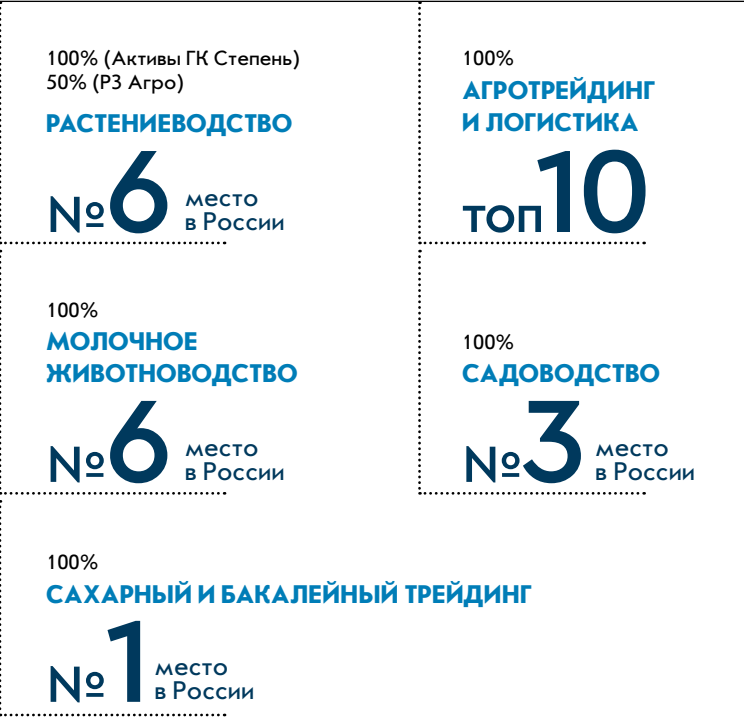 100% (Активы ГК Степень)
50% (РЗ Агро)
РАСТЕНИЕВОДСТВО
№6 место
в России
100%
АГРОТРЕЙДИНГ
И ЛОГИСТИКА
ТОП10
100%
МОЛОЧНОЕ
ЖИВОТНОВОДСТВО
№6 место
в России
100%
САДОВОДСТВО
№3 место
в России
100%
САХАРНЫЙ И БАКАЛЕЙНЫЙ ТРЕЙДИНГ
№1 место
в России